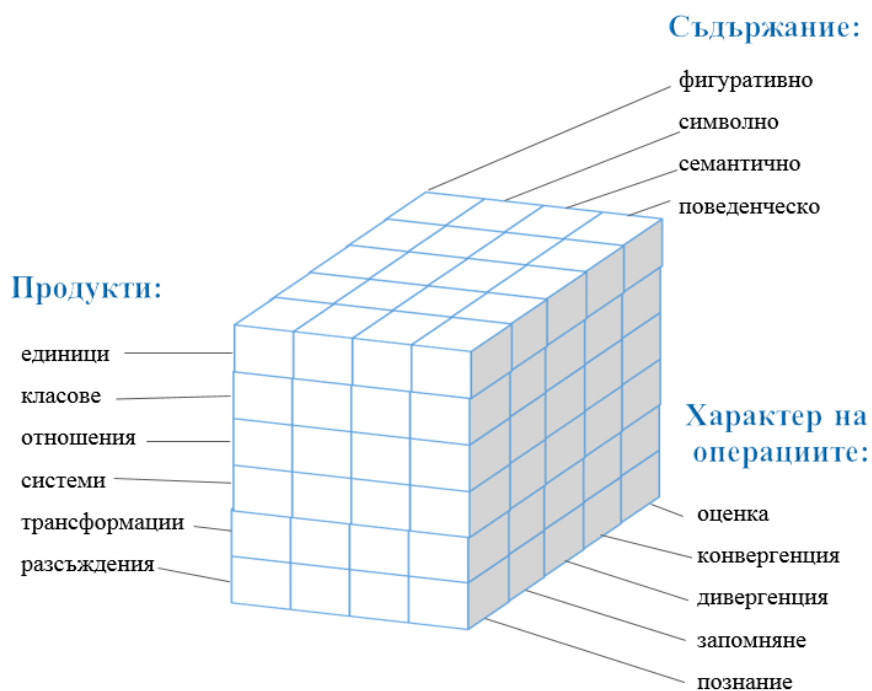 Съдържание:
фигуративно
символно
семантично
поведенческо
Продукти:
единици
класове
отношения
системи
трансформации
разсъждения
Характер на
операциите:
оценка
конвергенция
дивергенция
запомняне
познание